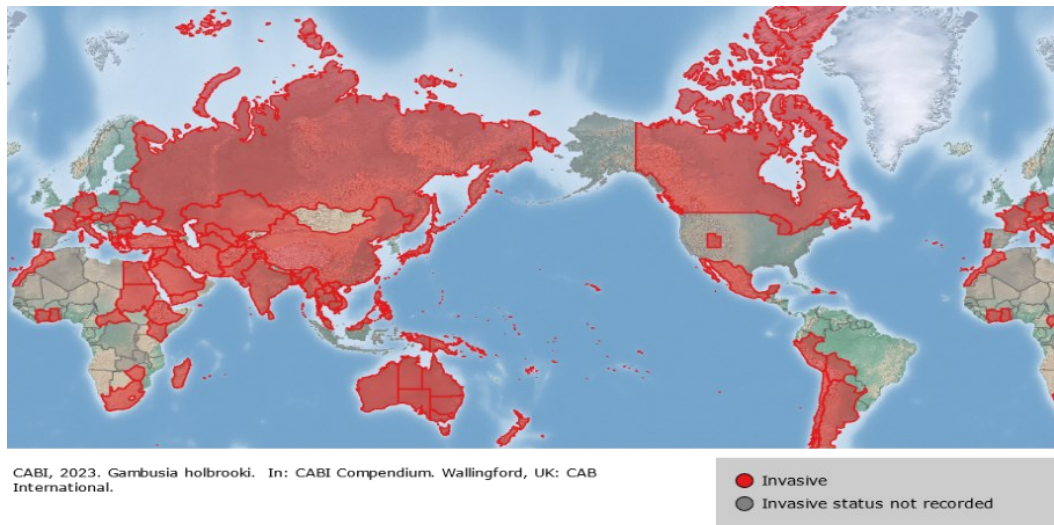 CABI, 2023. Gambusia holbrooki. In: CABI Compendium. Wallingford, UK: CAB
International.
Invasive
Invasive status not recorded